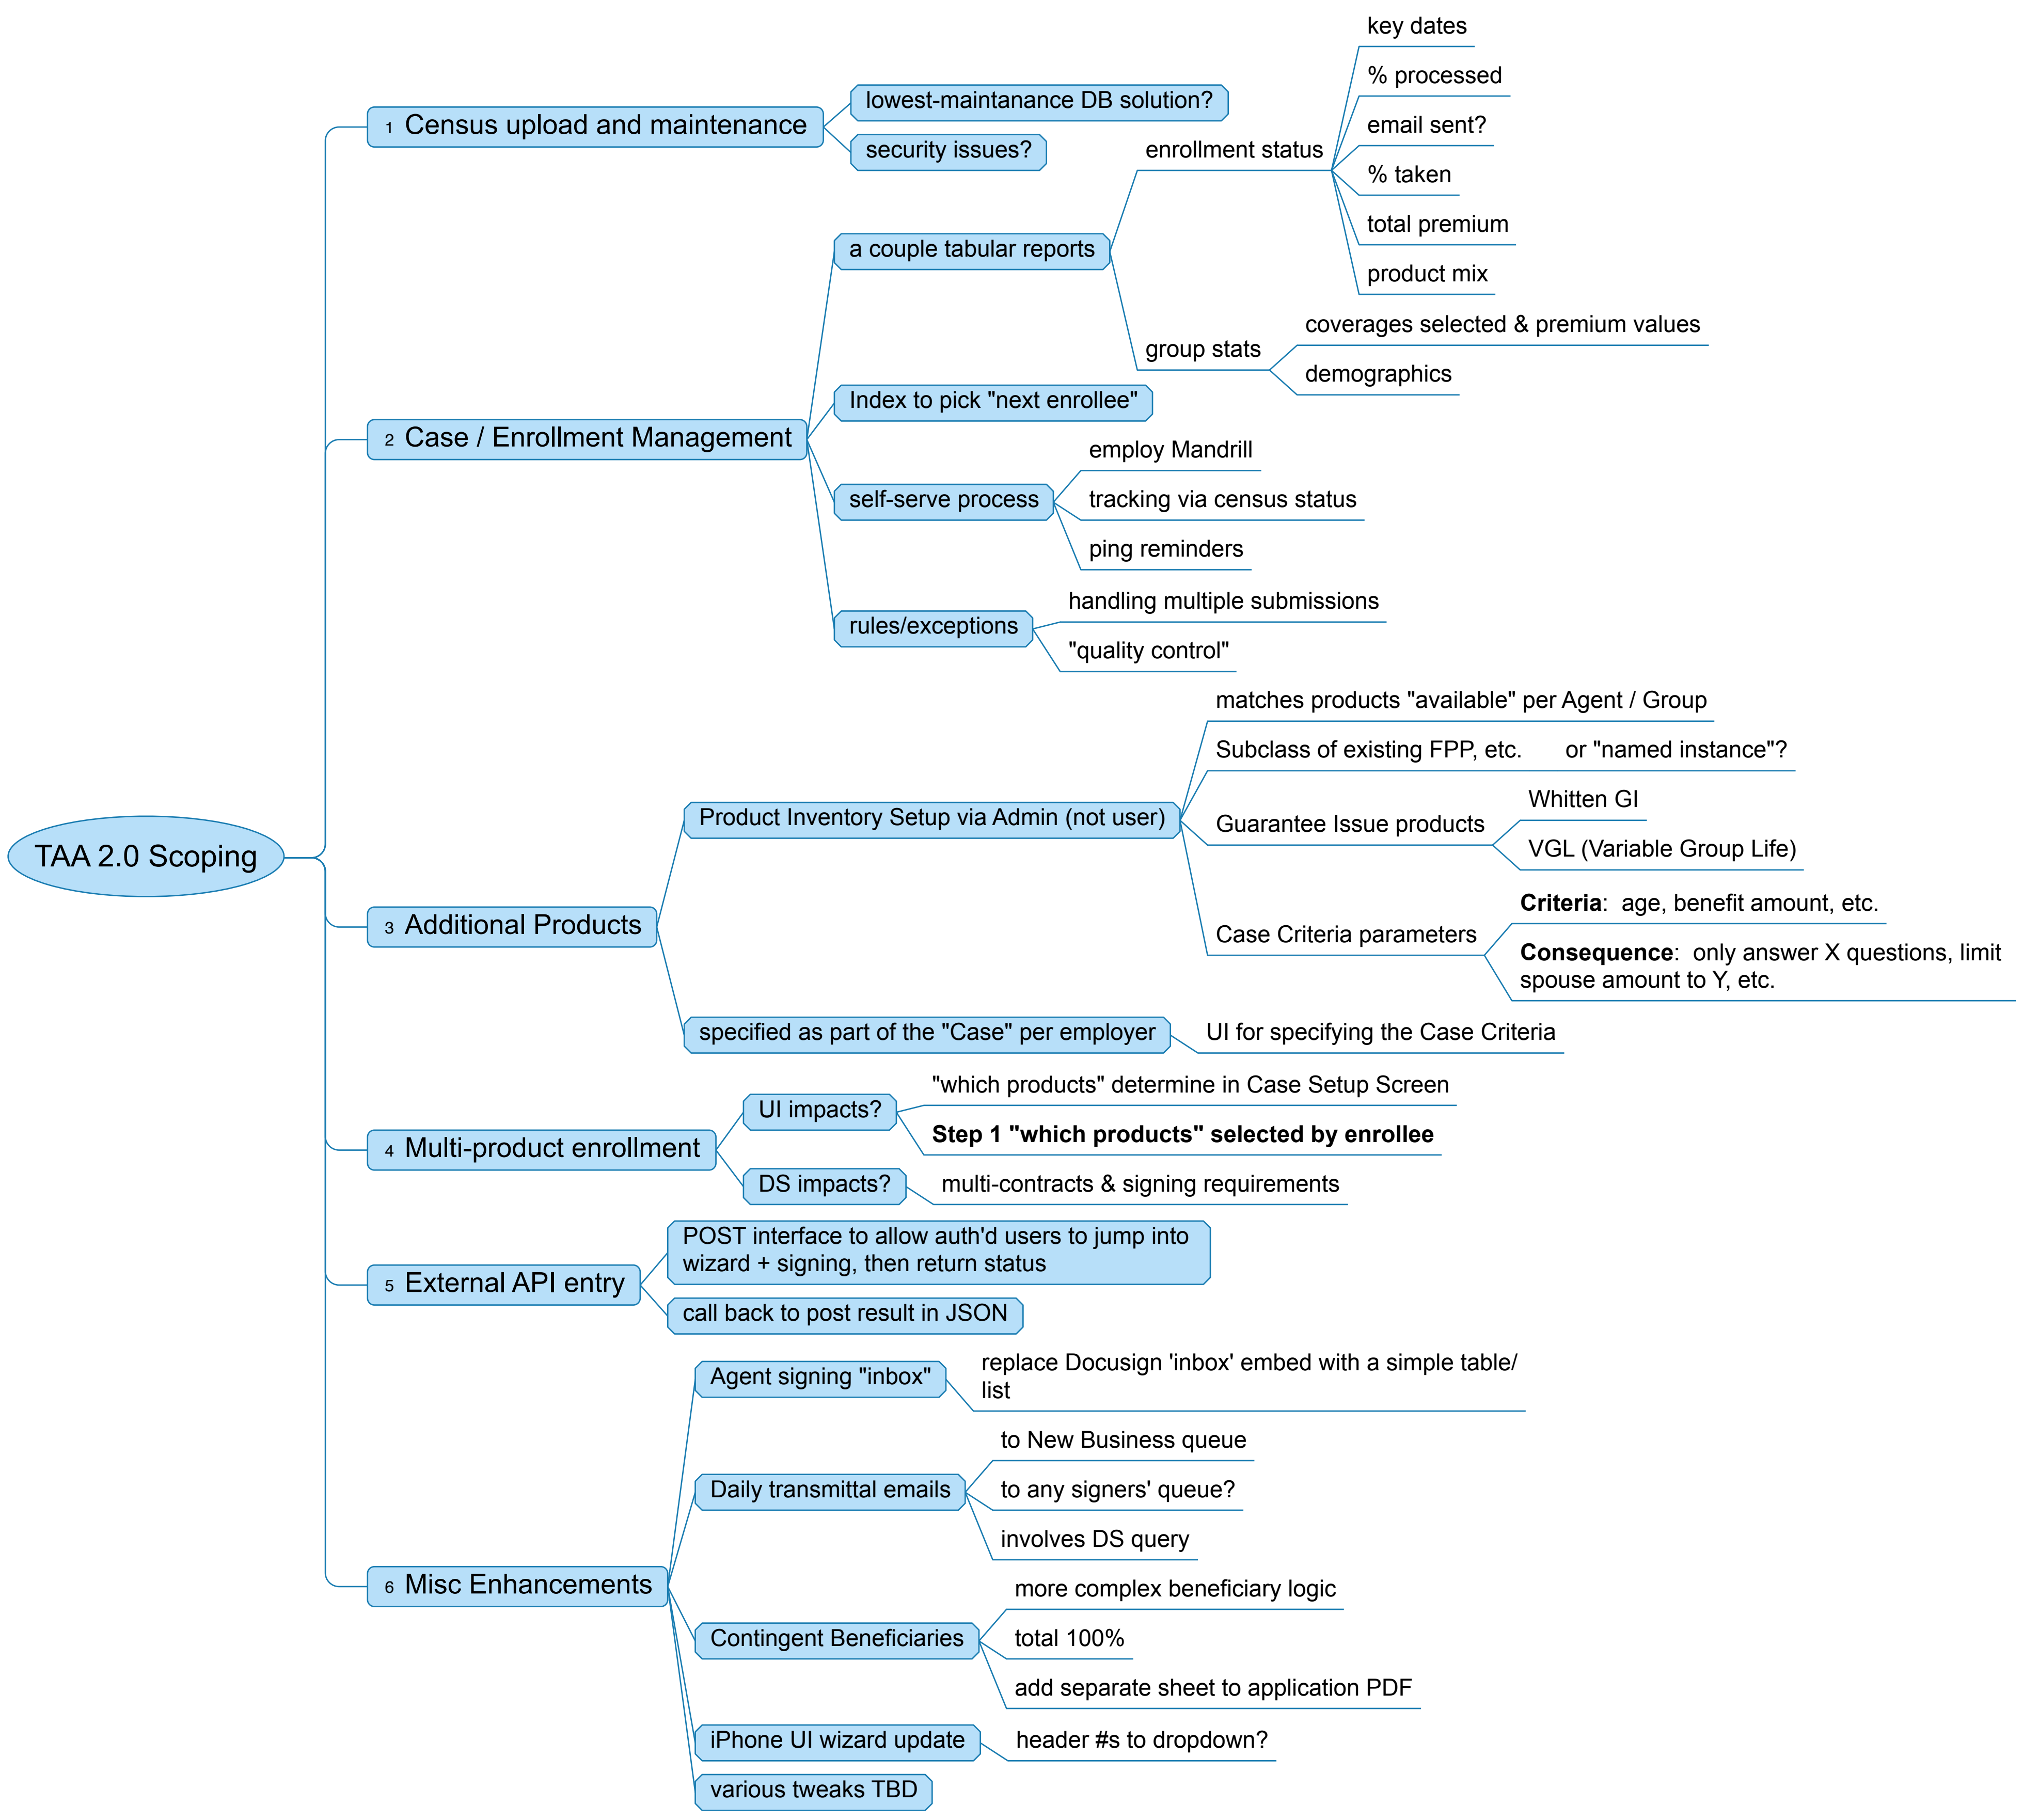 TAA 2.0 Scoping
1 Census upload and maintenance
lowest-maintanance DB solution?
security issues?
2 Case / Enrollment Management
a couple tabular reports
enrollment status
key dates
% processed
email sent?
% taken
total premium
product mix
group stats
coverages selected & premium values
demographics
Index to pick "next enrollee"
self-serve process
employ Mandrill
tracking via census status
ping reminders
rules/exceptions
handling multiple submissions
"quality control"
3 Additional Products
Product Inventory Setup via Admin (not user)
matches products "available" per Agent / Group
Subclass of existing FPP, etc. or "named instance"?
Guarantee Issue products
Whitten GI
VGL (Variable Group Life)
Case Criteria parameters
Criteria: age, benefit amount, etc.
Consequence: only answer X questions, limit
spouse amount to Y, etc.
specified as part of the "Case" per employer
UI for specifying the Case Criteria
4 Multi-product enrollment
UI impacts?
"which products" determine in Case Setup Screen
Step 1 "which products" selected by enrollee
DS impacts?
multi-contracts & signing requirements
5 External API entry
POST interface to allow auth'd users to jump into
wizard + signing, then return status
call back to post result in JSON
6 Misc Enhancements
Agent signing "inbox"
replace Docusign 'inbox' embed with a simple table/
list
Daily transmittal emails
to New Business queue
to any signers' queue?
involves DS query
Contingent Beneficiaries
more complex beneficiary logic
total 100%
add separate sheet to application PDF
iPhone UI wizard update
header #s to dropdown?
various tweaks TBD